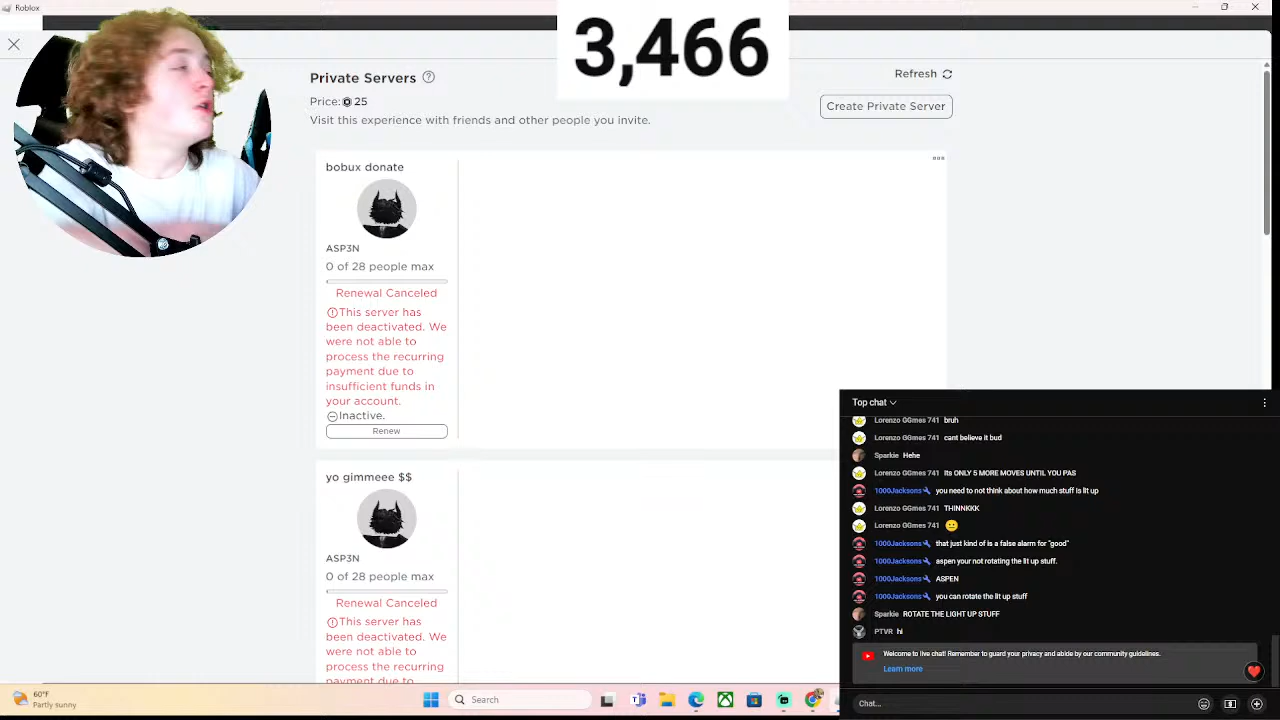 Roblox
3,466
Private Servers
Refresh
Price: 25
Create Private Server
Visit this experience with friends and other people you invite.
bobux donate
ASP3N
0 of 28 people max
Renewal Canceled
This server has
been deactivated. We
were not able to
process the recurring
payment due to
insufficient funds in
your account.
Inactive.
Renew
yo gimmeee $$
ASP3N
0 of 28 people max
Renewal Canceled
This server has
been deactivated. We
were not able to
process the recurring
payment due to
Top chat
Lorenzo GGmes 741 bruh
Lorenzo GGmes 741 cant believe it bud
Sparkie Hehe
Lorenzo GGmes 741 Its ONLY 5 MORE MOVES UNTIL YOU PAS
1000Jacksons you need to not think about how much stuff is lit up
Lorenzo GGmes 741 THINNKKK
Lorenzo GGmes 741 😐
1000Jacksons that just kind of is a false alarm for "good"
1000Jacksons aspen your not rotating the lit up stuff.
1000Jacksons ASPEN
1000Jacksons you can rotate the lit up stuff
Sparkie ROTATE THE LIGHT UP STUFF
PTVR hi
Welcome to live chat! Remember to guard your privacy and abide by our community guidelines.
Learn more
Chat...
60°F
Partly sunny
Search